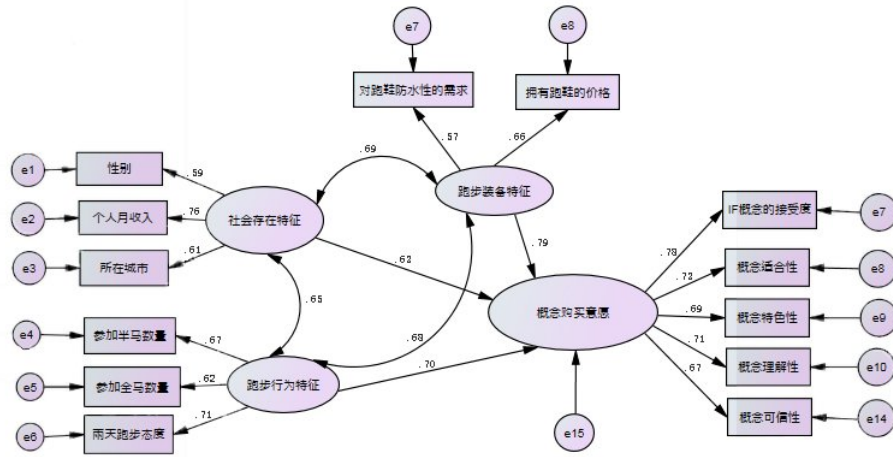 e7
e8
对跑鞋防水性的需求
拥有跑鞋的价格
.57
.66
.69
e1
性别
.59
e2
个人月收入
.76
e3
所在城市
.61
社会存在特征
跑步装备特征
.79
.62
.65
.68
.70
概念购买意愿
e15
e4
参加半马数量
.67
e5
参加全马数量
.62
e6
雨天跑步态度
.71
跑步行为特征
.78
IF概念的接受度
e7
.72
概念适合性
e8
.69
概念特色性
e9
.71
概念理解性
e10
.67
概念可信性
e14